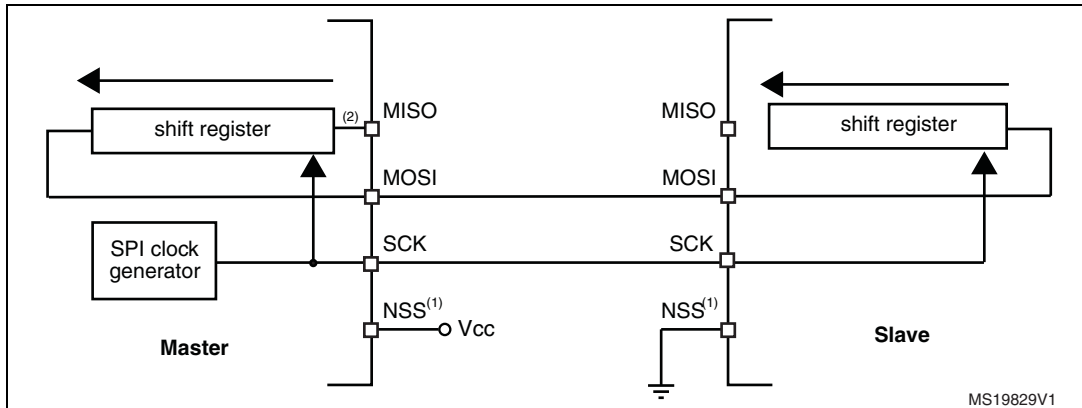 shift register
(2)
MISO
MOSI
SPI clock
generator
SCK
NSS(1)
Vcc
Master
MISO
shift register
MOSI
SCK
NSS(1)
Slave
MS19829V1